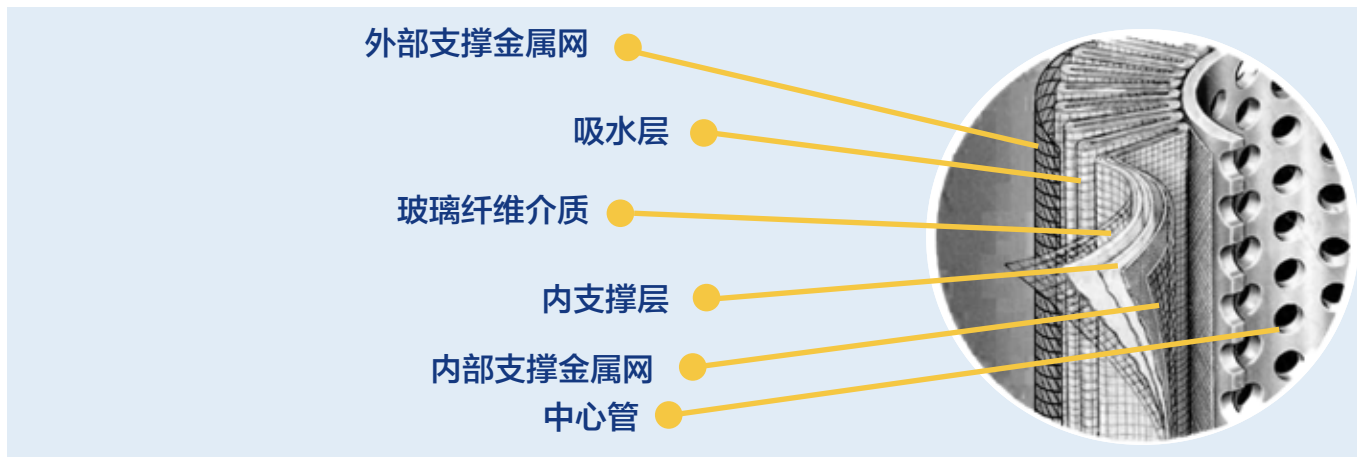 外部支撑金属网
吸水层
玻璃纤维介质
内支撑层
内部支撑金属网
中心管